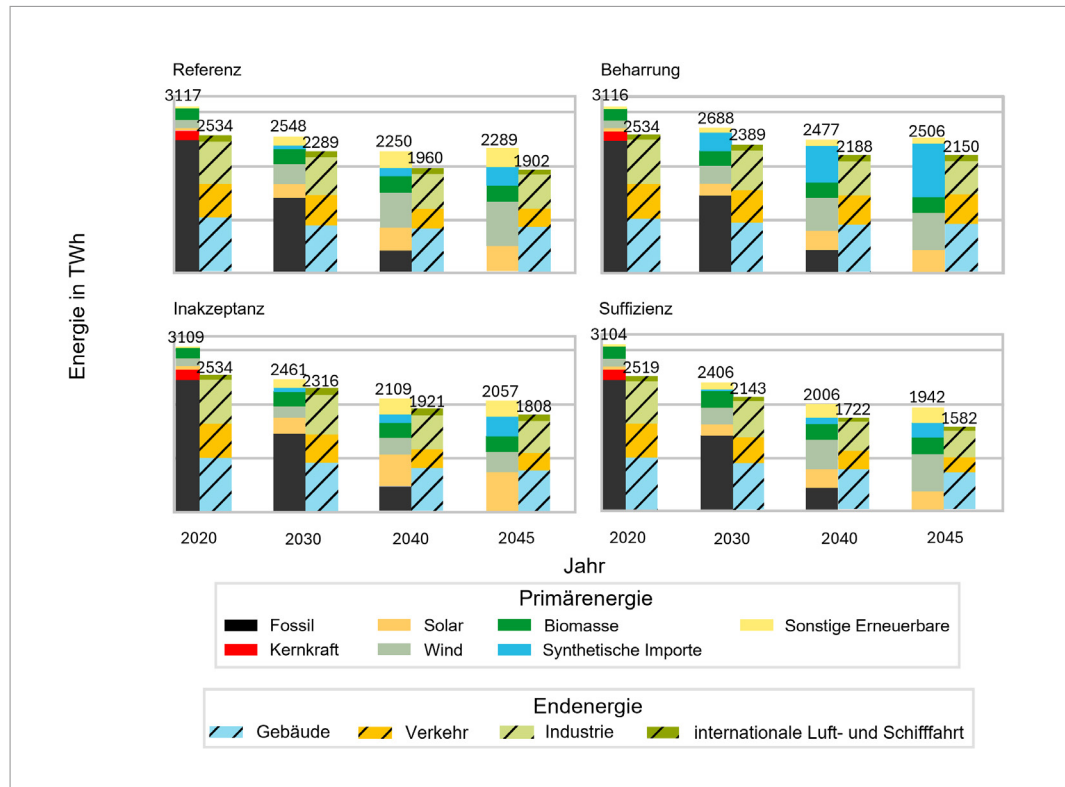 Referenz
3117
2534
2548
2289
2250
1960
2289
1902
Beharrung
3116
2534
2688
2389
2477
2188
2506
2150
Energie in TWh
Inakzeptanz
3109
2534
2461
2316
2109
1921
2057
1808
Suffizienz
3104
2519
2406
2143
2006
1722
1942
1582
2020 2030 2040 2045
2020 2030 2040 2045
Jahr
Primärenergie
Fossil Solar Biomasse Sonstige Erneuerbare
Kernkraft Wind Synthetische Importe
Endenergie
Gebäude Verkehr Industrie internationale Luft- und Schifffahrt